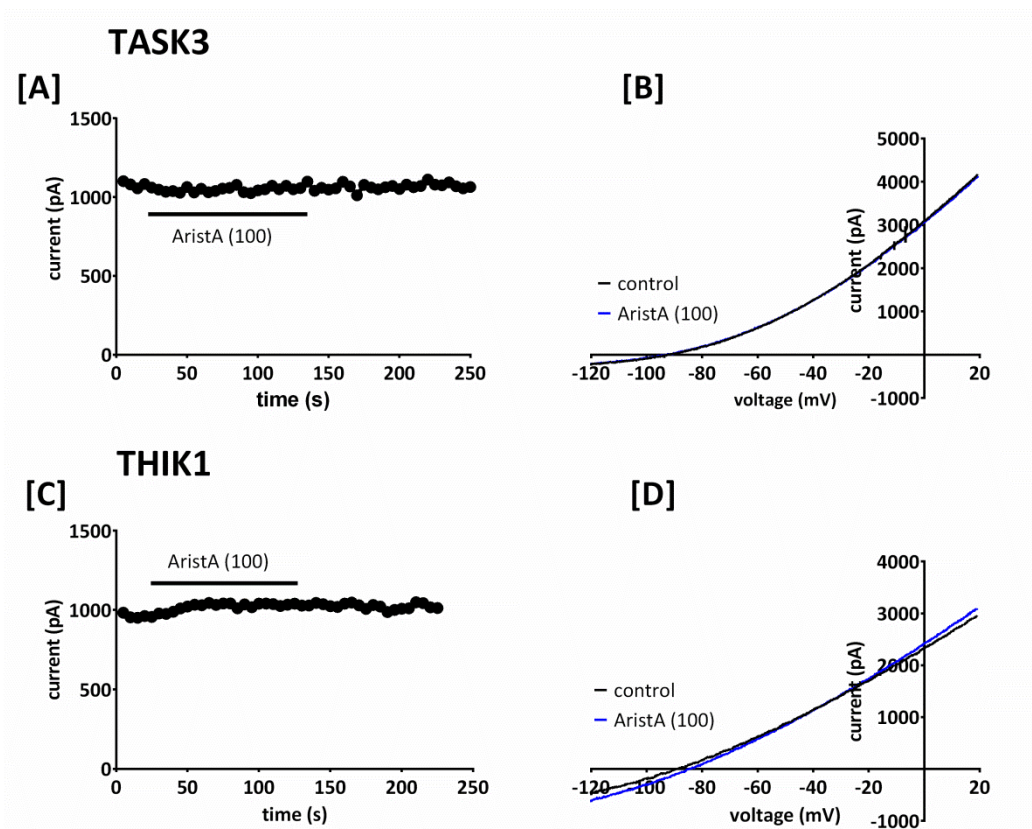 TASK3
[A]
1500
1000
500
0
current (pA)
AristA (100)
0 50 100 150 200 250
time (s)
[B]
5000
4000
3000
2000
1000
-1000
current (pA)
control
AristA (100)
-120 -100 -80 -60 -40 -20 20
voltage (mV)
THIK1
[C]
1500
1000
500
0
current (pA)
AristA (100)
0 50 100 150 200 250
time (s)
[D]
4000
3000
2000
1000
-1000
current (pA)
control
AristA (100)
-120 -100 -80 -60 -40 -20 20
voltage (mV)